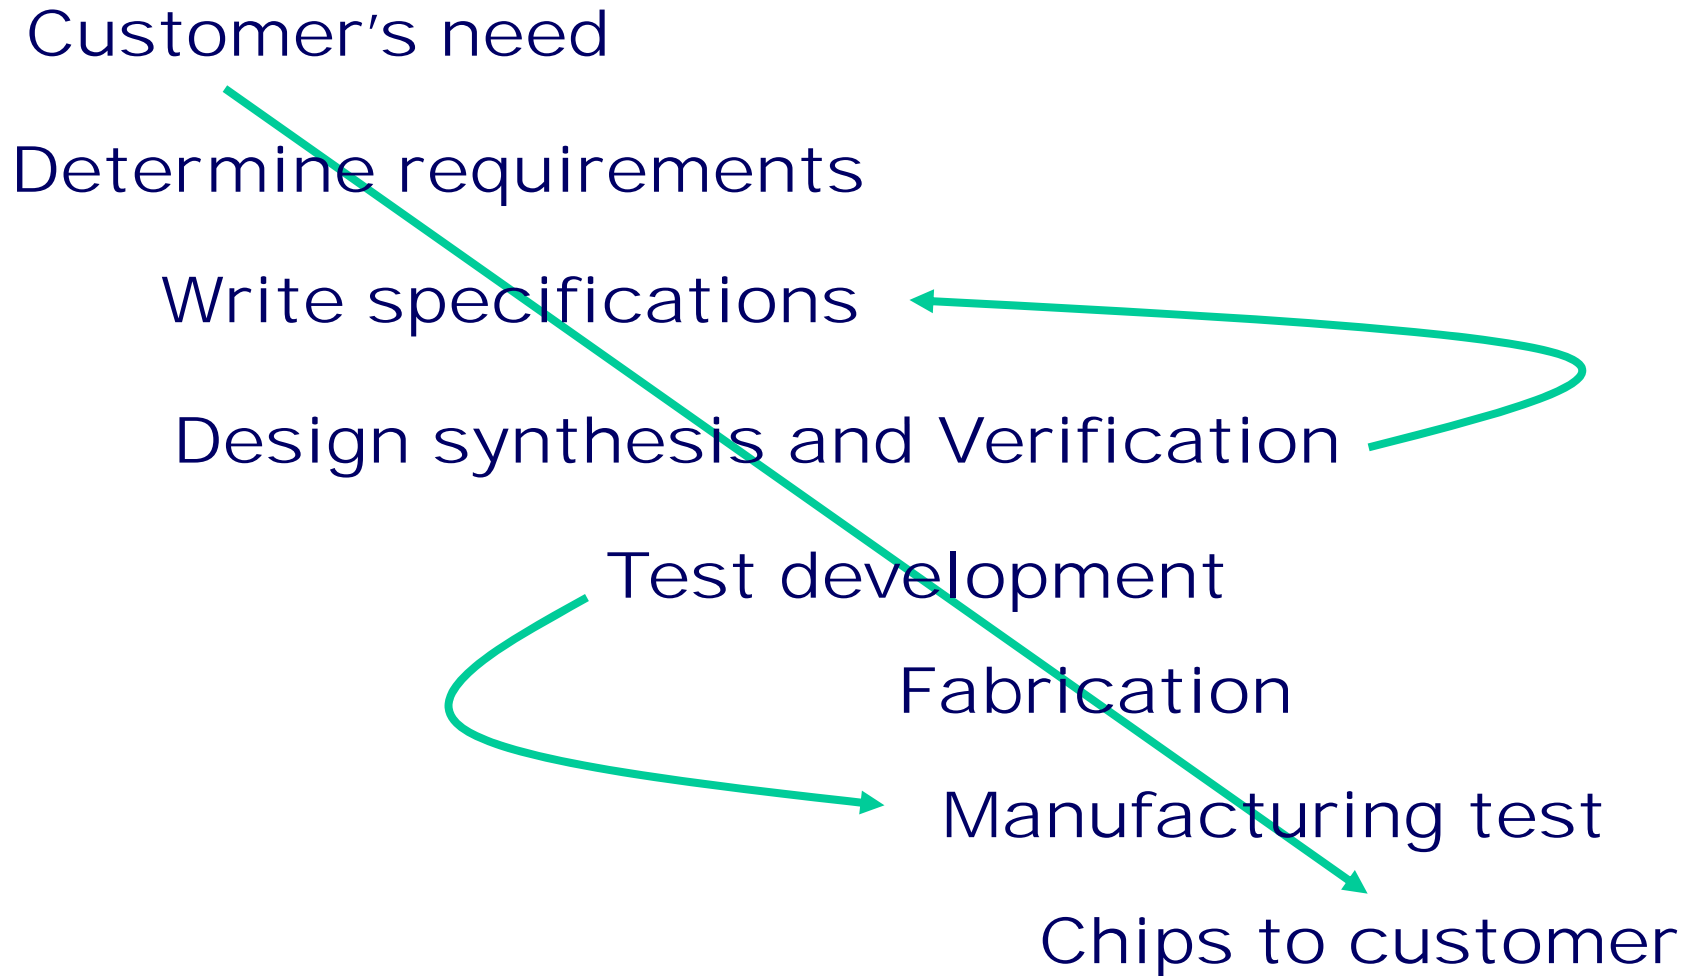 Customer’s need
Determine requirements
Write specifications
Design synthesis and Verification
Test development
Fabrication
Manufacturing test
Chips to customer